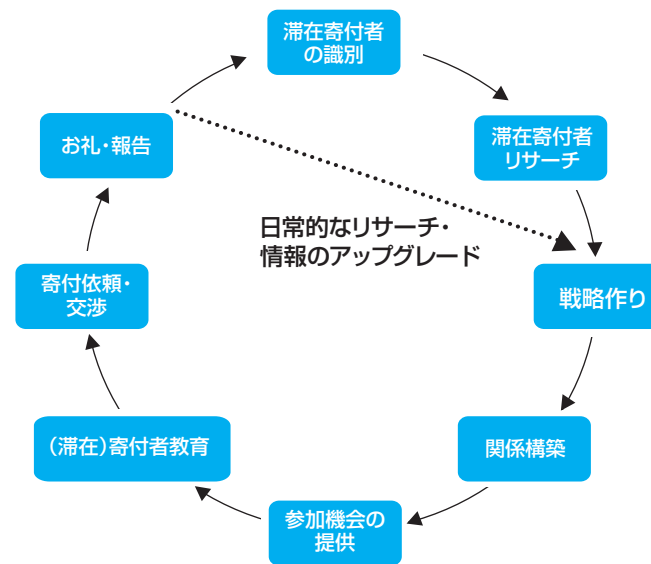 滞在寄付者
の識別
滞在寄付者
リサーチ
戦略作り
関係構築
参加機会の
提供
(滞在)寄付者教育
寄付依頼・
交渉
お礼・報告
日常的なリサーチ・
情報のアップグレード